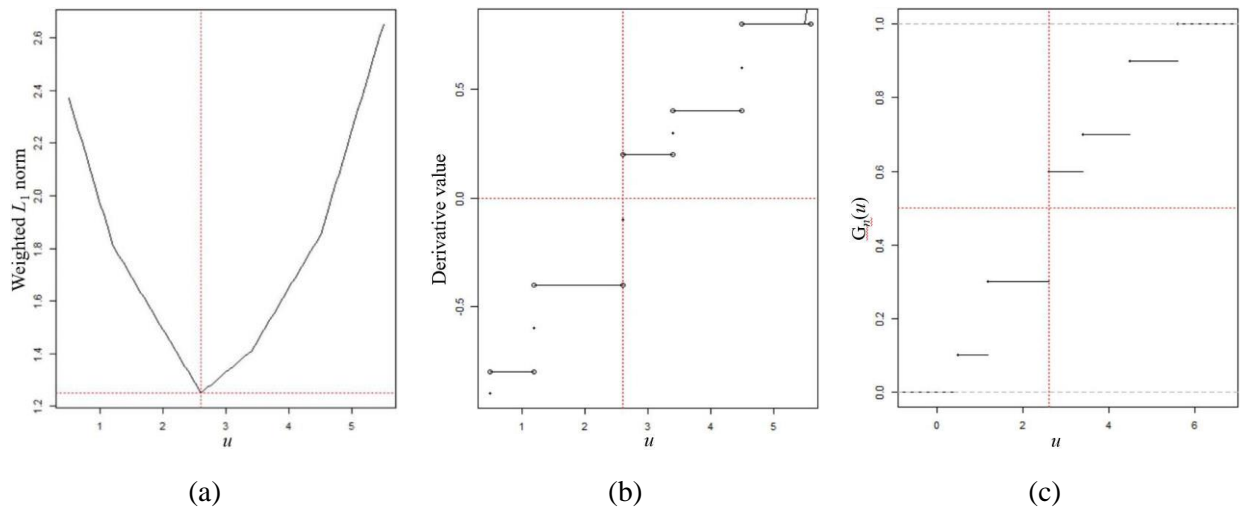 Weighted L₁ norm
2.6
2.4
2.2
2.0
1.8
1.6
1.4
1.2
1 2 3 4 5
u
(a)
Derivative value
0.5
0.0
-0.5
1 2 3 4 5
u
(b)
Gₙ(u)
1.0
0.8
0.6
0.4
0.2
0.0
0 2 4 6
u
(c)